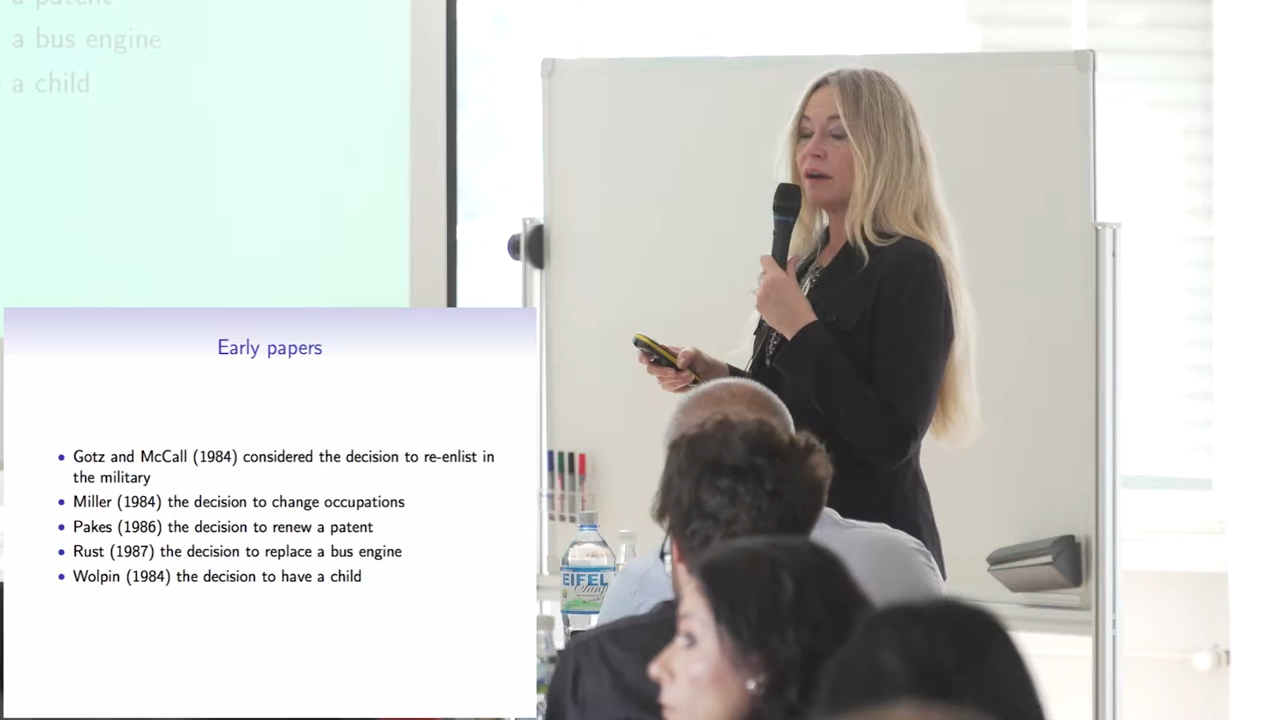 a patent
a bus engine
a child
Early papers
Gotz and McCall (1984) considered the decision to re-enlist in
the military
Miller (1984) the decision to change occupations
Pakes (1986) the decision to renew a patent
Rust (1987) the decision to replace a bus engine
Wolpin (1984) the decision to have a child
EIFEL